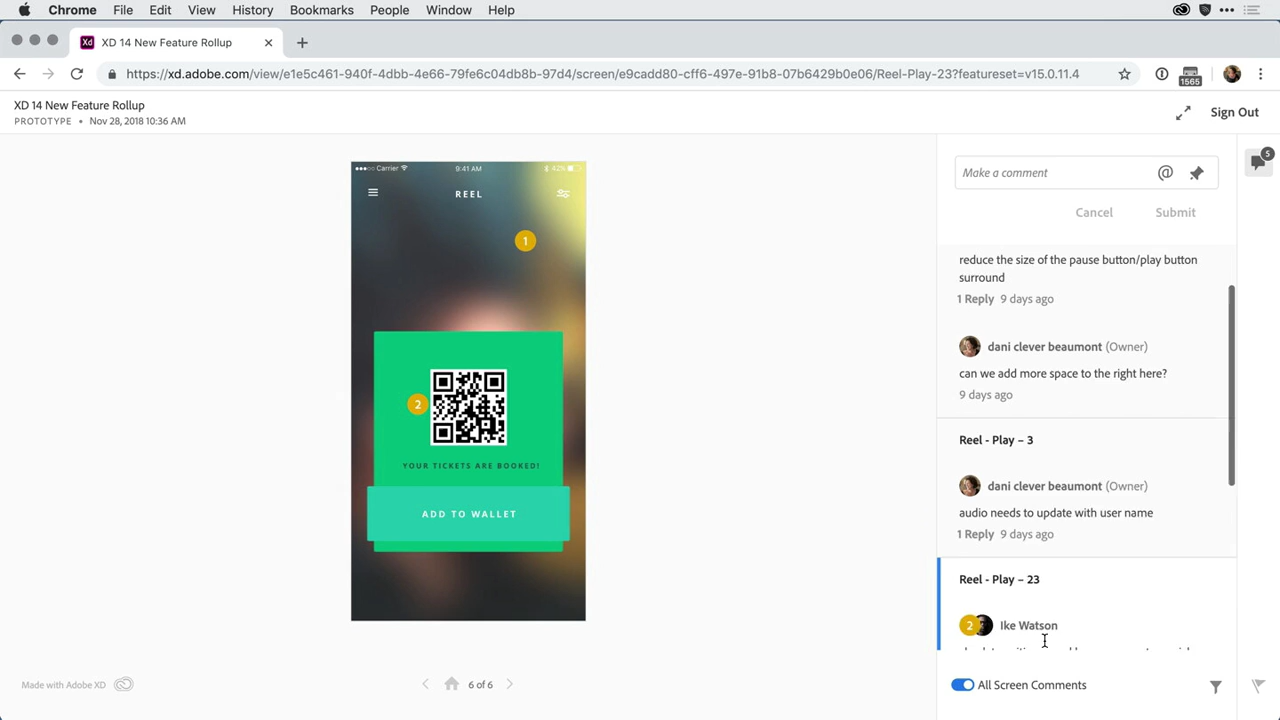 Chrome File Edit View History Bookmarks People Window Help
Xd XD 14 New Feature Rollup
https://xd.adobe.com/view/e1e5c461-940f-4dbb-4e66-79fe6c04db8b-97d4/screen/e9cadd80-cff6-497e-91b8-07b6429b0e06/Reel-Play-23?featureset=v15.0.11.4
1565
XD 14 New Feature Rollup
PROTOTYPE • Nov 28, 2018 10:36 AM
Sign Out
Carrier 9:41 AM 42%
REEL
1
2
YOUR TICKETS ARE BOOKED!
ADD TO WALLET
Made with Adobe XD
6 of 6
5
Make a comment @
Cancel Submit
reduce the size of the pause button/play button
surround
1 Reply 9 days ago
dani clever beaumont (Owner)
can we add more space to the right here?
9 days ago
Reel - Play – 3
dani clever beaumont (Owner)
audio needs to update with user name
1 Reply 9 days ago
Reel - Play – 23
2 Ike Watson
All Screen Comments